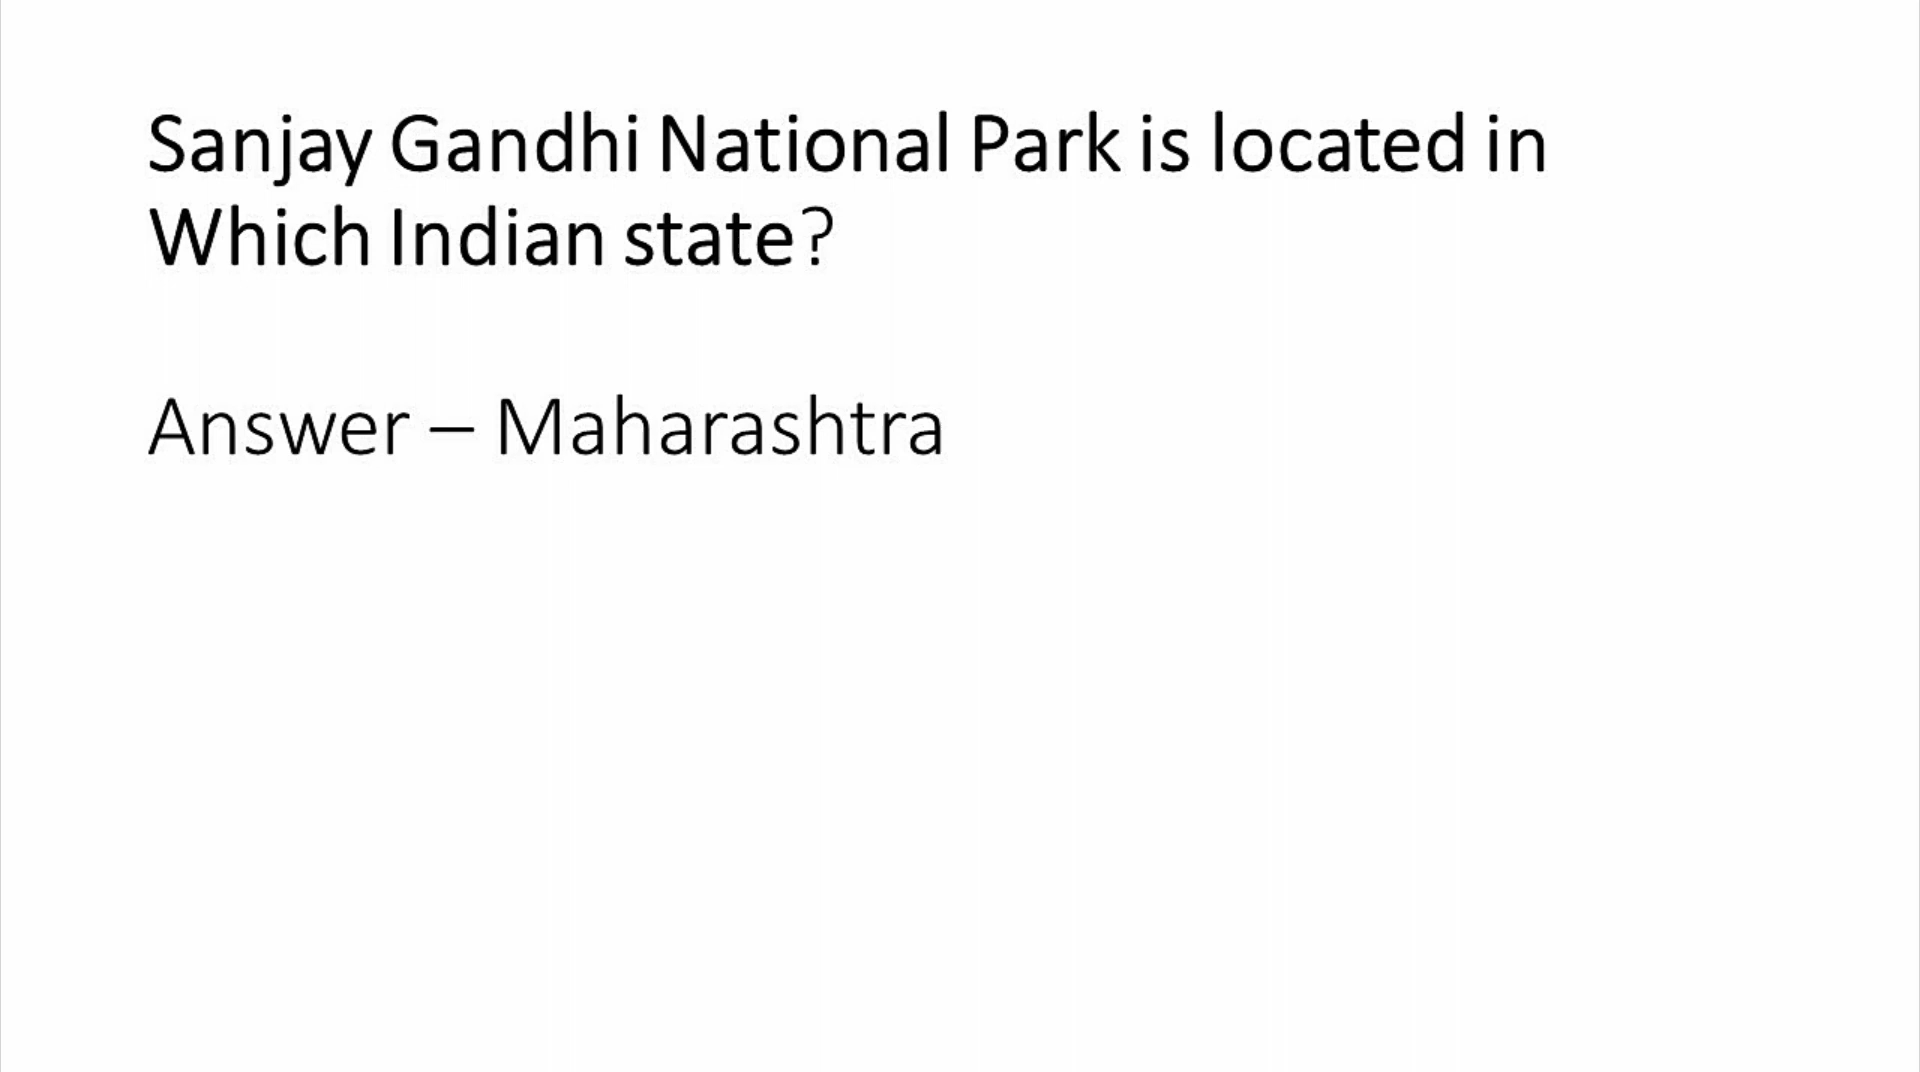 Sanjay Gandhi National Park is located in
Which Indian state?
Answer – Maharashtra